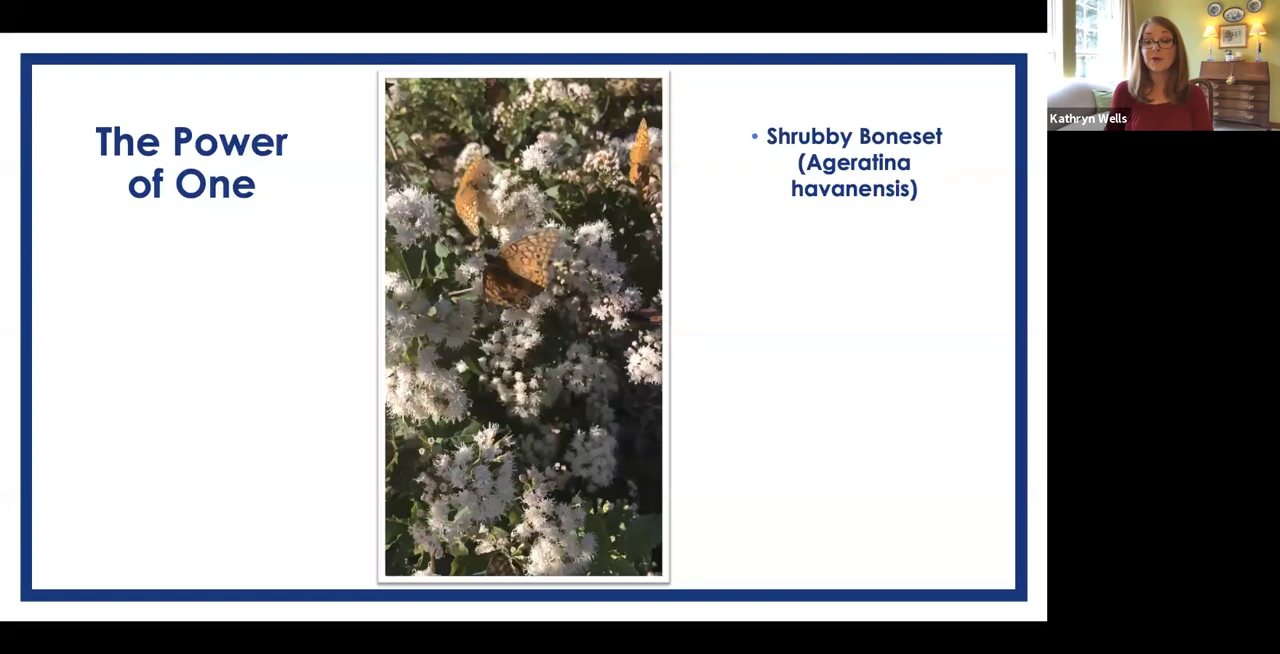 The Power
of One
• Shrubby Boneset
(Ageratina
havanensis)
Kathryn Wells